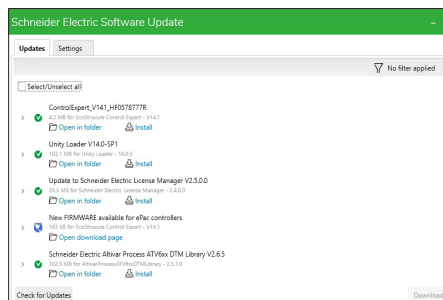 Schneider Electric Software Update
Updates Settings
No filter applied
Select/Unselect all
ControlExpert_V141_HF0578777R
4.2 MB for EcoStruxure Control Expert - V14.1
Open in folder Install
Unity Loader V14.0-SP1
102.1 MB for Unity Loader - 14.0.3
Open in folder Install
Update to Schneider Electric License Manager V2.5.0.0
20.5 MB for Schneider Electric License Manager - 2.4.0.0
Open in folder Install
New FIRMWARE available for ePac controllers
163 KB for EcoStruxure Control Expert - V14.1
Open download page
Schneider Electric Altivar Process ATV6xx DTM Library V2.6.5
102.5 MB for AltivarProcessATV6xxDTMLibrary - 2.5.1.0
Open in folder Install
Check for Updates Download